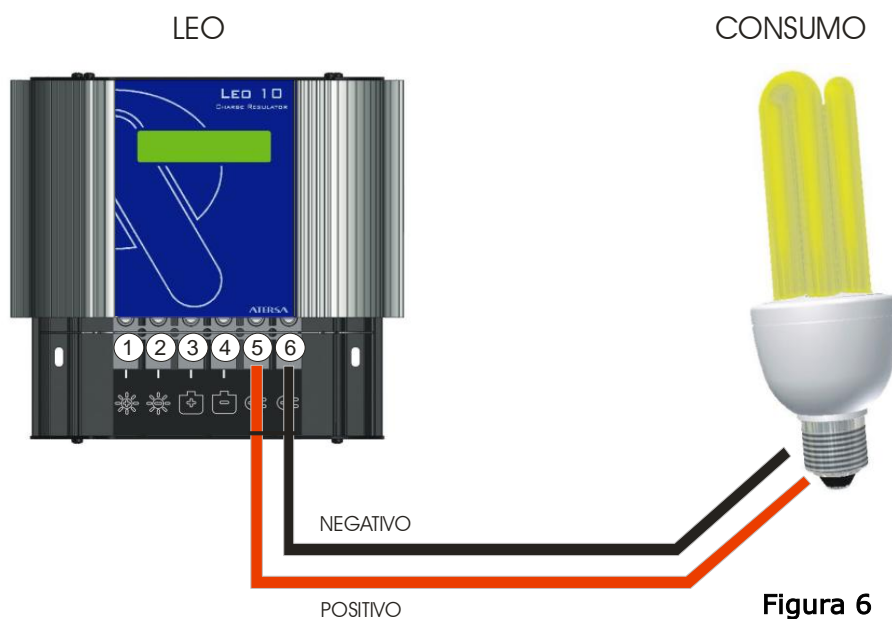 LEO
CONSUMO
LEO 10
CHARGE REGULATOR
ATERSA
1 2 3 4 5 6
NEGATIVO
POSITIVO
Figura 6